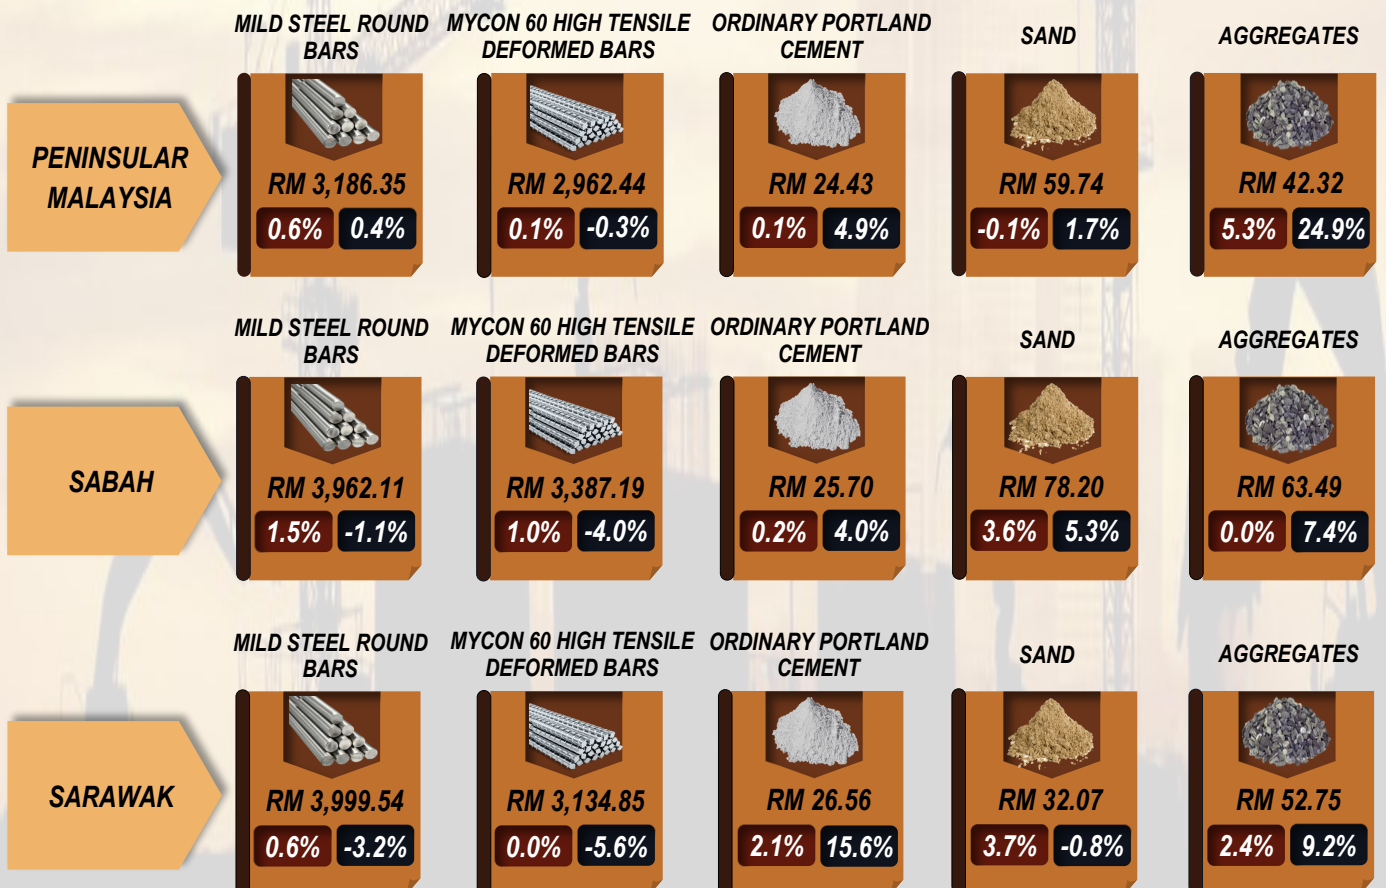 MILD STEEL ROUND
BARS
MYCON 60 HIGH TENSILE
DEFORMED BARS
ORDINARY PORTLAND
CEMENT
SAND
AGGREGATES
PENINSULAR
MALAYSIA
RM 3,186.35
0.6% 0.4%
RM 2,962.44
0.1% -0.3%
RM 24.43
0.1% 4.9%
RM 59.74
-0.1% 1.7%
RM 42.32
5.3% 24.9%
MILD STEEL ROUND
BARS
MYCON 60 HIGH TENSILE
DEFORMED BARS
ORDINARY PORTLAND
CEMENT
SAND
AGGREGATES
SABAH
RM 3,962.11
1.5% -1.1%
RM 3,387.19
1.0% -4.0%
RM 25.70
0.2% 4.0%
RM 78.20
3.6% 5.3%
RM 63.49
0.0% 7.4%
MILD STEEL ROUND
BARS
MYCON 60 HIGH TENSILE
DEFORMED BARS
ORDINARY PORTLAND
CEMENT
SAND
AGGREGATES
SARAWAK
RM 3,999.54
0.6% -3.2%
RM 3,134.85
0.0% -5.6%
RM 26.56
2.1% 15.6%
RM 32.07
3.7% -0.8%
RM 52.75
2.4% 9.2%